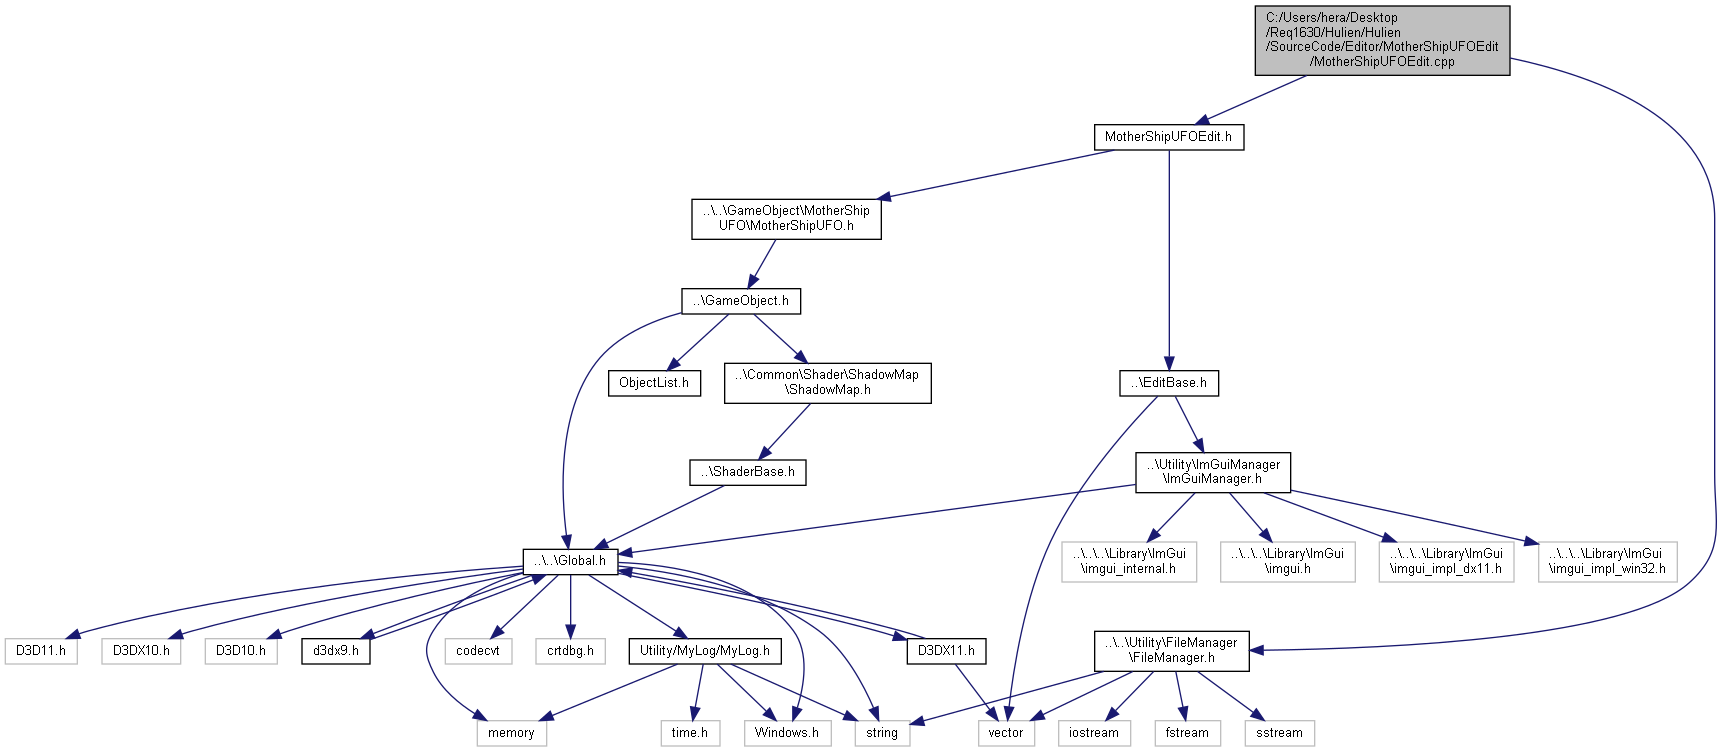 C:/Users/hera/Desktop
/Req1630/Hulien/Hulien
/SourceCode/Editor/MotherShipUFOEdit
/MotherShipUFOEdit.cpp
MotherShipUFOEdit.h
..\..\GameObject\MotherShip
UFO\MotherShipUFO.h
..\GameObject.h
ObjectList.h
..\Common\Shader\ShadowMap
\ShadowMap.h
..\EditBase.h
..\ShaderBase.h
..\Utility\ImGuiManager
\ImGuiManager.h
..\..\Global.h
..\..\..\Library\ImGui
\imgui_internal.h
..\..\..\Library\ImGui
\imgui.h
..\..\..\Library\ImGui
\imgui_impl_dx11.h
..\..\..\Library\ImGui
\imgui_impl_win32.h
D3D11.h
D3DX10.h
D3D10.h
d3dx9.h
codecvt
crtdbg.h
Utility/MyLog/MyLog.h
D3DX11.h
..\..\Utility\FileManager
\FileManager.h
memory
time.h
Windows.h
string
vector
iostream
fstream
sstream